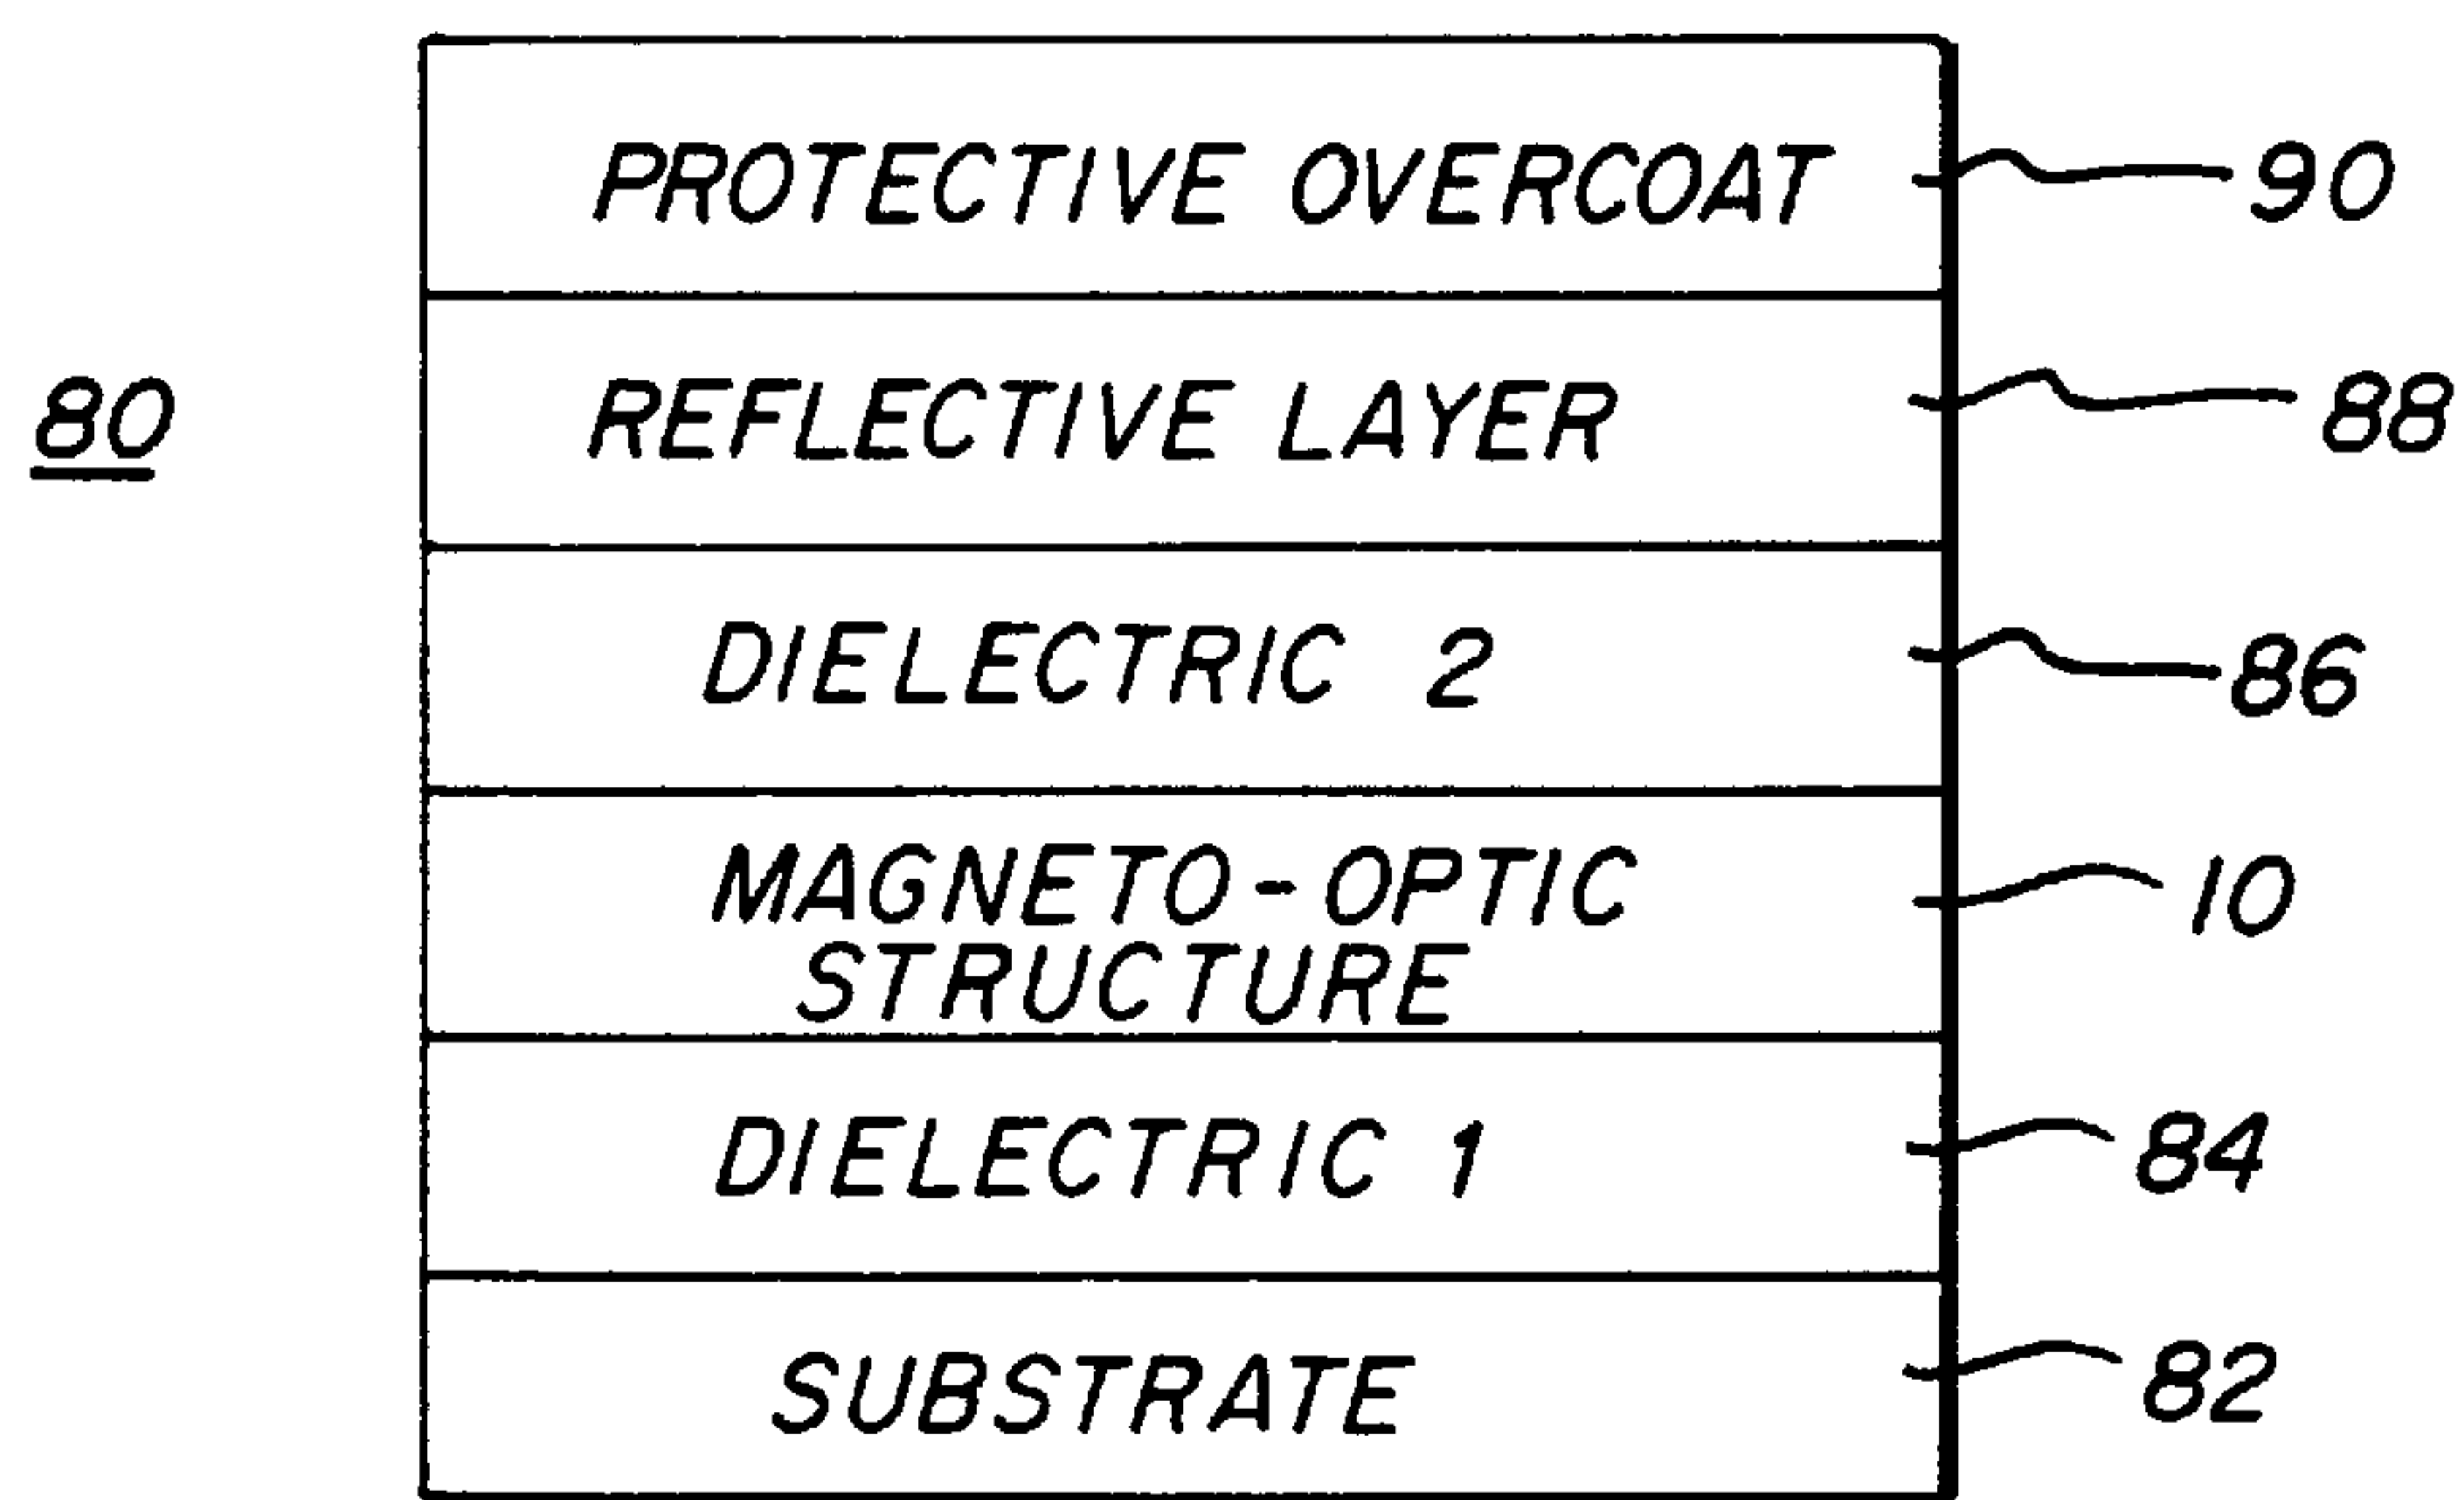 PROTECTIVE OVERCOAT 90
80 REFLECTIVE LAYER 88
DIELECTRIC 2 86
MAGNETO-OPTIC 10
STRUCTURE
DIELECTRIC 1 84
SUBSTRATE 82